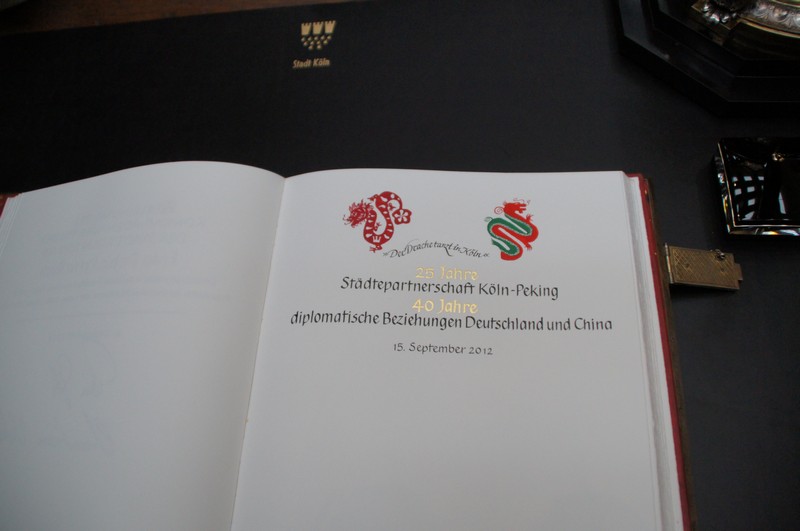 Stadt Köln
"Der Drache tanzt in Köln"
25 Jahre
Städtepartnerschaft Köln-Peking
40 Jahre
diplomatische Beziehungen Deutschland und China
15. September 2012